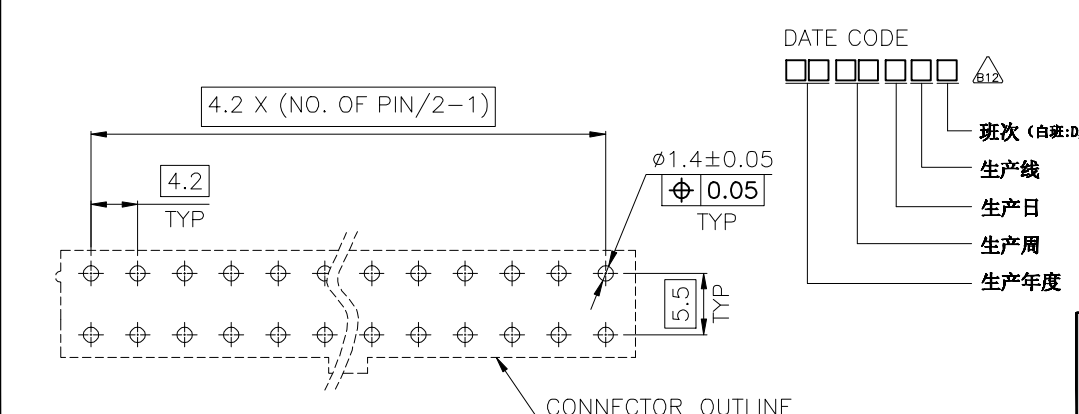 DATE CODE
B12
4.2 X (NO. OF PIN/2-1)
班次（白班:D
⌀1.4±0.05
生产线
4.2
0.05
TYP
TYP
生产日
生产周
5.5
TYP
生产年度
CONNECTOR OUTLINE